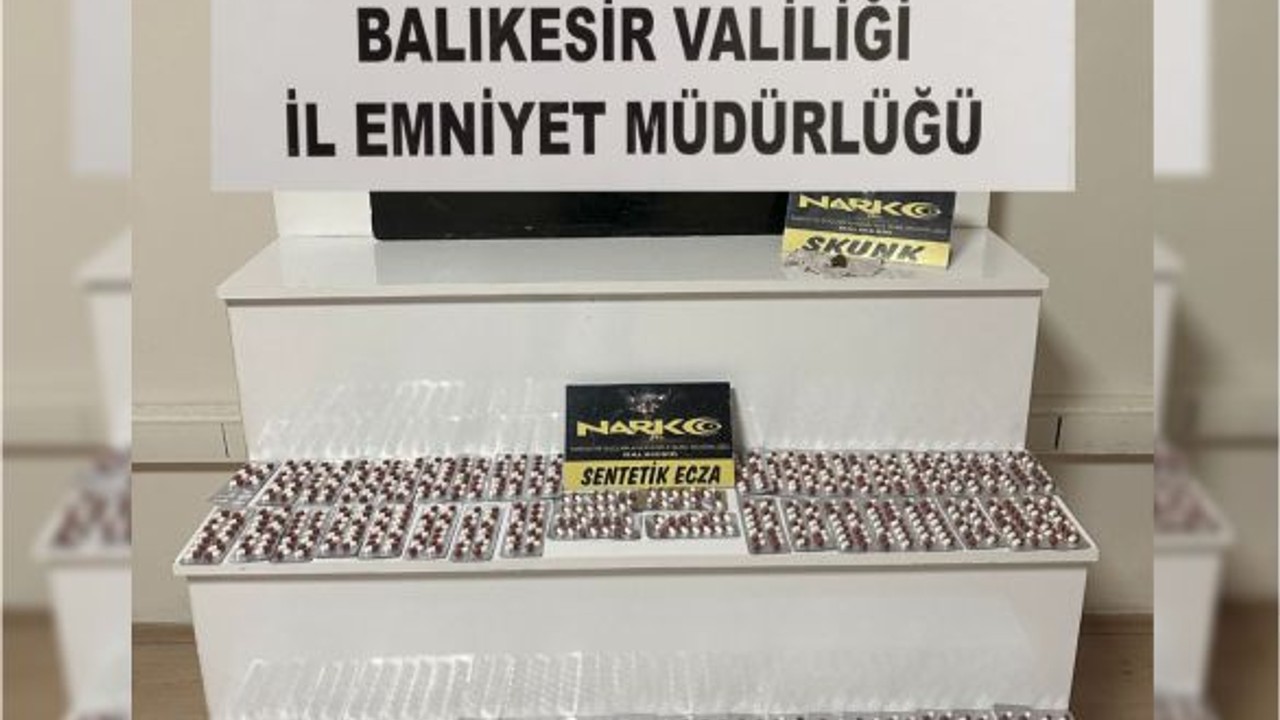 BALIKESİR VALİLİĞİ
İL EMNİYET MÜDÜRLÜĞÜ
NARKO
SKUNK
NARKO
SENTETİK ECZA